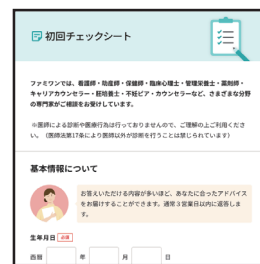 初回チェックシート
ファミワンでは、看護師・助産師・保健師・臨床心理士・管理栄養士・薬剤師・
キャリアカウンセラー・胚培養士・不妊ピア・カウンセラーなど、さまざまな分野
の専門家がご相談をお受けしています。
※医師による診断や医療行為は行っておりませんので、ご理解の上ご利用くださ
い。（医師法第17条により医師以外が診断を行うことは禁じられています）
基本情報について
お答えいただける内容が多いほど、あなたに合ったアドバイス
をお届けすることができます。通常３営業日以内に返答しま
す。
生年月日 必須
西暦 年 月 日